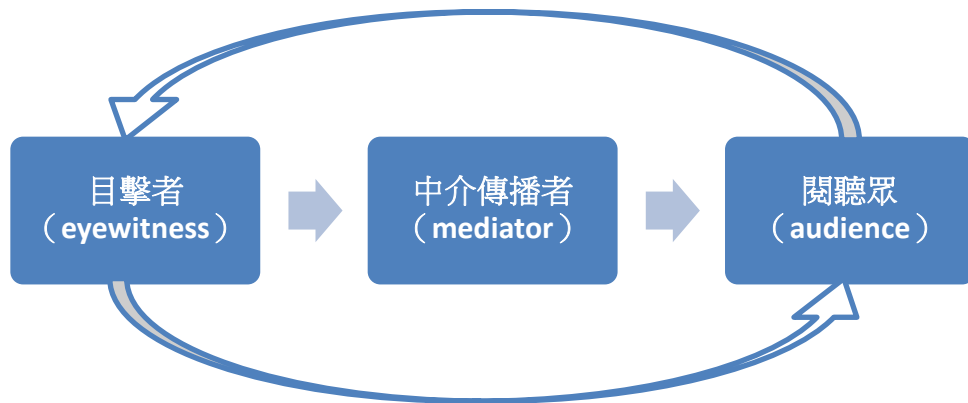 目擊者
（eyewitness）
中介傳播者
（mediator）
閱聽眾
（audience）